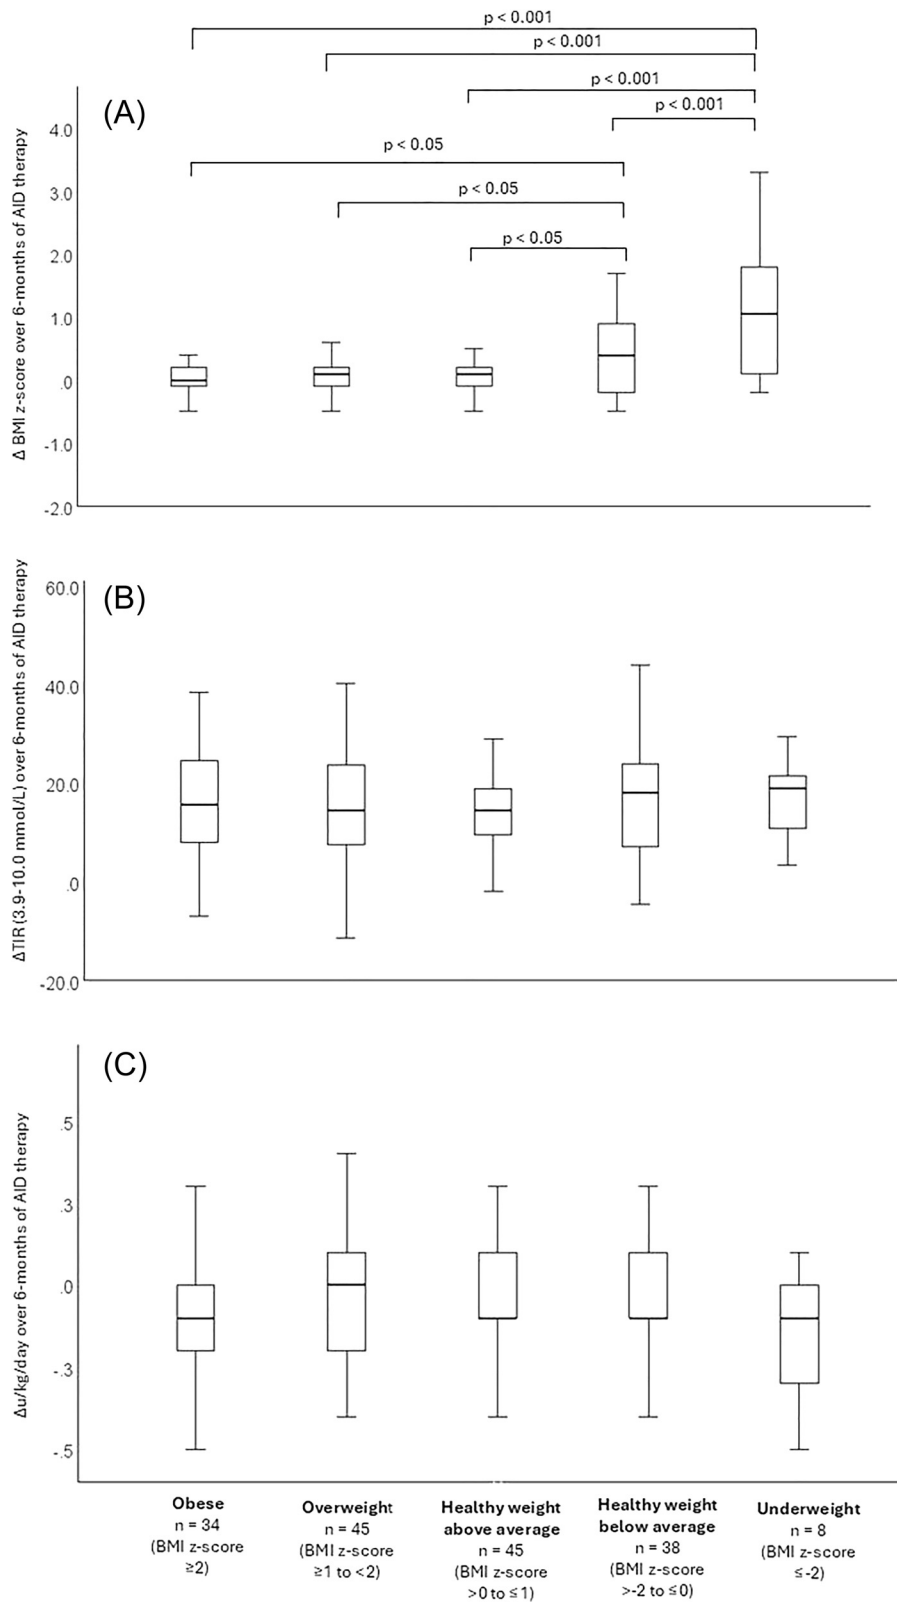 p < 0.001
p < 0.001
p < 0.001
p < 0.001
(A)
p < 0.05
p < 0.05
p < 0.05
Δ BMI z-score over 6-months of AID therapy
4.0
3.0
2.0
1.0
.0
-1.0
-2.0
(B)
ΔTIR (3.9-10.0 mmol/L) over 6-months of AID therapy
60.0
40.0
20.0
.0
-20.0
(C)
Δu/kg/day over 6-months of AID therapy
.5
.3
.0
-.3
-.5
Obese
n = 34
(BMI z-score
≥2)
Overweight
n = 45
(BMI z-score
≥1 to <2)
Healthy weight
above average
n = 45
(BMI z-score
>0 to ≤1)
Healthy weight
below average
n = 38
(BMI z-score
>-2 to ≤0)
Underweight
n = 8
(BMI z-score
≤-2)